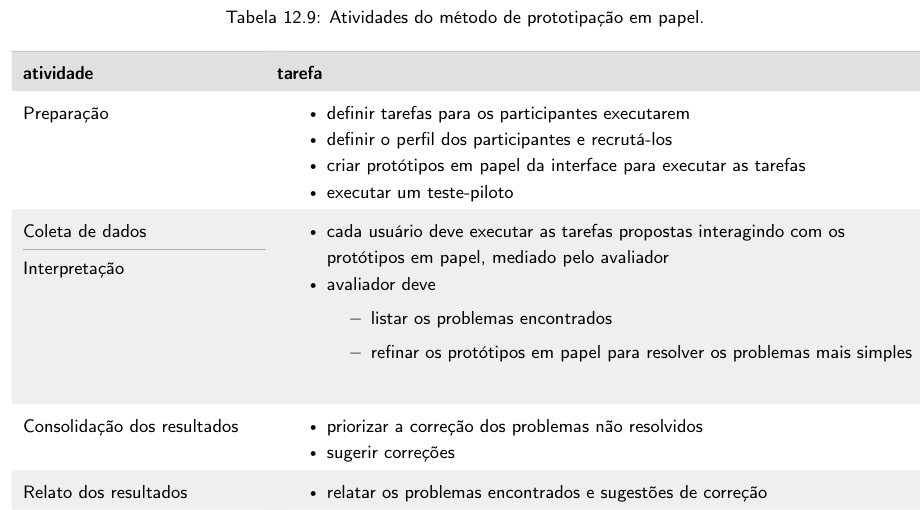 Tabela 12.9: Atividades do método de prototipação em papel.
atividade tarefa
Preparação
• definir tarefas para os participantes executarem
• definir o perfil dos participantes e recrutá-los
• criar protótipos em papel da interface para executar as tarefas
• executar um teste-piloto
Coleta de dados
Interpretação
• cada usuário deve executar as tarefas propostas interagindo com os
protótipos em papel, mediado pelo avaliador
• avaliador deve
– listar os problemas encontrados
– refinar os protótipos em papel para resolver os problemas mais simples
Consolidação dos resultados
• priorizar a correção dos problemas não resolvidos
• sugerir correções
Relato dos resultados
• relatar os problemas encontrados e sugestões de correção